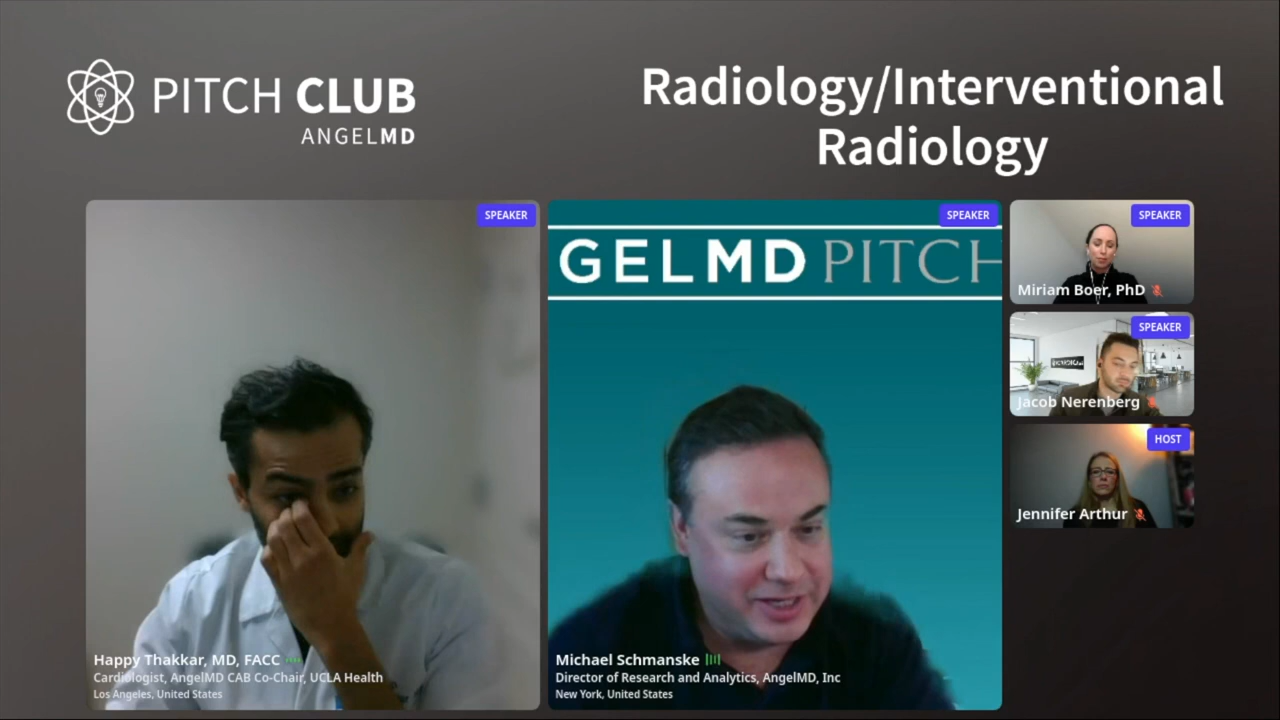 PITCH CLUB
ANGELMD
Radiology/Interventional
Radiology
SPEAKER
Happy Thakkar, MD, FACC
Cardiologist, AngelMD CAB Co-Chair, UCLA Health
Los Angeles, United States
SPEAKER
GELMD PITCH
Michael Schmanske
Director of Research and Analytics, AngelMD, Inc
New York, United States
SPEAKER
Miriam Boer, PhD
SPEAKER
Jacob Nerenberg
HOST
Jennifer Arthur